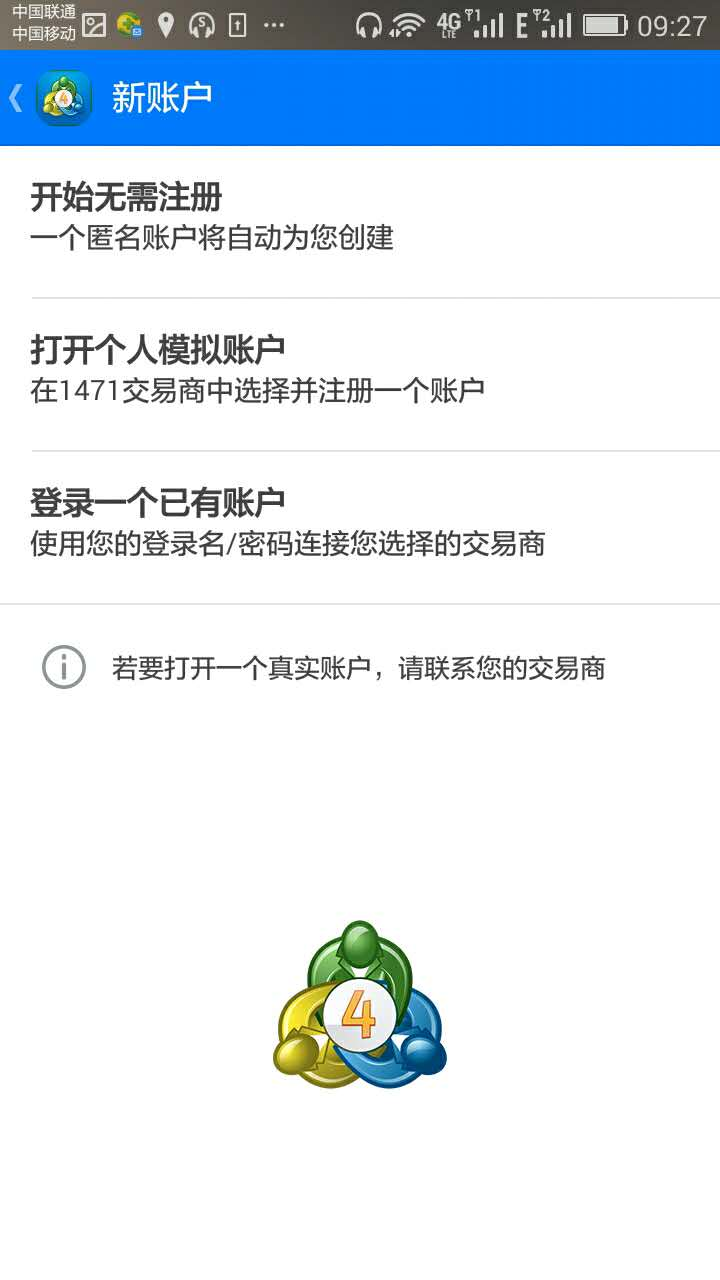 中国联通
中国移动
4G LTE 1 E 2 09:27
新账户
开始无需注册
一个匿名账户将自动为您创建
打开个人模拟账户
在1471交易商中选择并注册一个账户
登录一个已有账户
使用您的登录名/密码连接您选择的交易商
若要打开一个真实账户，请联系您的交易商
4